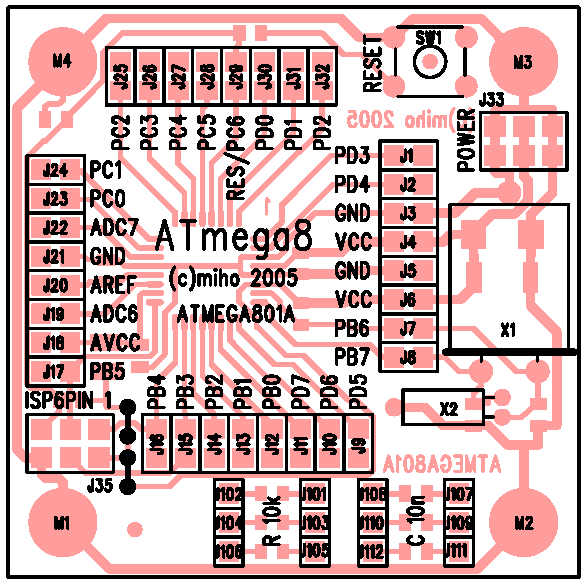 M4
SW1
M3
RESET
J25 J26 J27 J28 J29 J30 J31 J32
J33
(c)miho 2005
POWER
PC2 PC3 PC4 PC5 RES/PC6 PD0 PD1 PD2
J24 PC1
J23 PC0
J22 ADC7
J21 GND
J20 AREF
J19 ADC6
J18 AVCC
J17 PB5
PD3 J1
PD4 J2
GND J3
VCC J4
GND J5
VCC J6
PB6 J7
PB7 J8
1
ATmega8
(c)miho 2005
ATMEGA801A
X1
X2
ISP6PIN 1
PB4 PB3 PB2 PB1 PB0 PD7 PD6 PD5
J16 J15 J14 J13 J12 J11 J10 J9
J35
ATMEGA801A
M1
J102 J101
J104 J103
J106 J105
R 10k
J108 J107
J110 J109
J112 J111
C 10n
M2